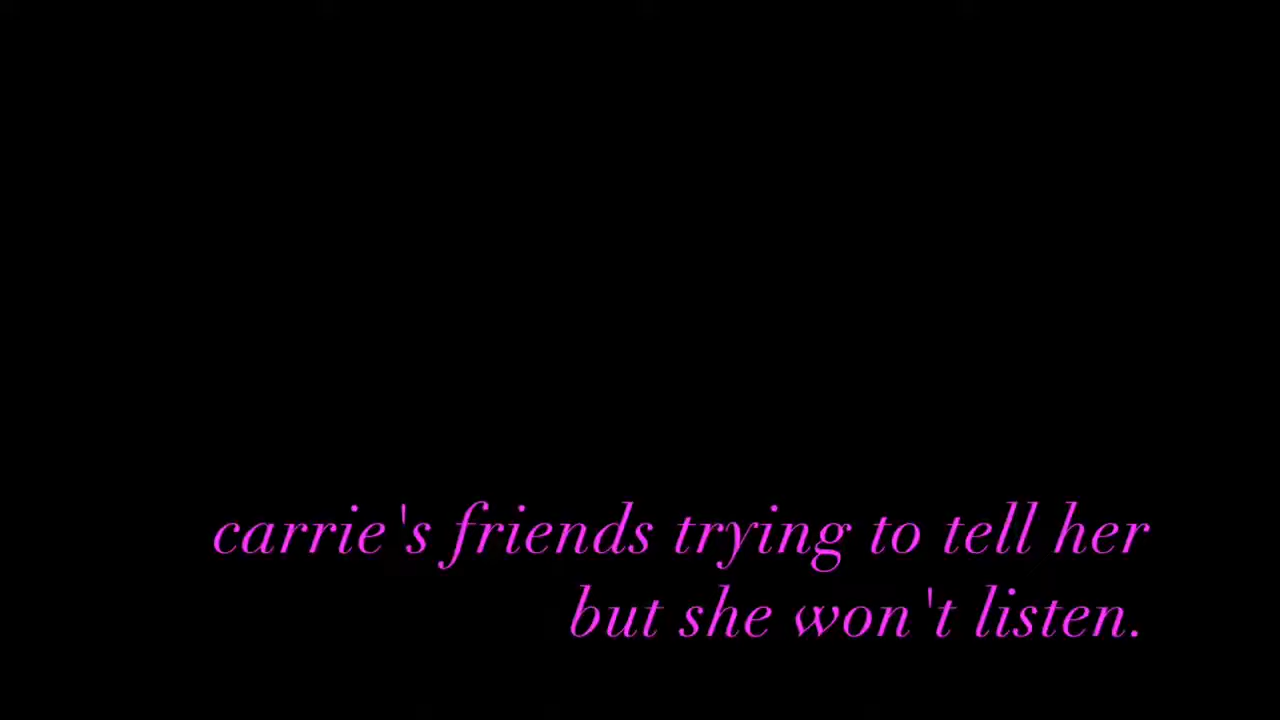 carrie's friends trying to tell her
but she won't listen.